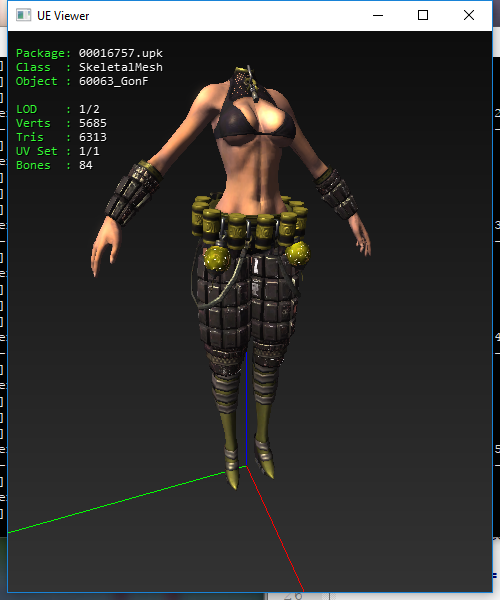 UE Viewer
Package: 00016757.upk
Class : SkeletalMesh
Object : 60063_GonF
LOD : 1/2
Verts : 5685
Tris : 6313
UV Set : 1/1
Bones : 84